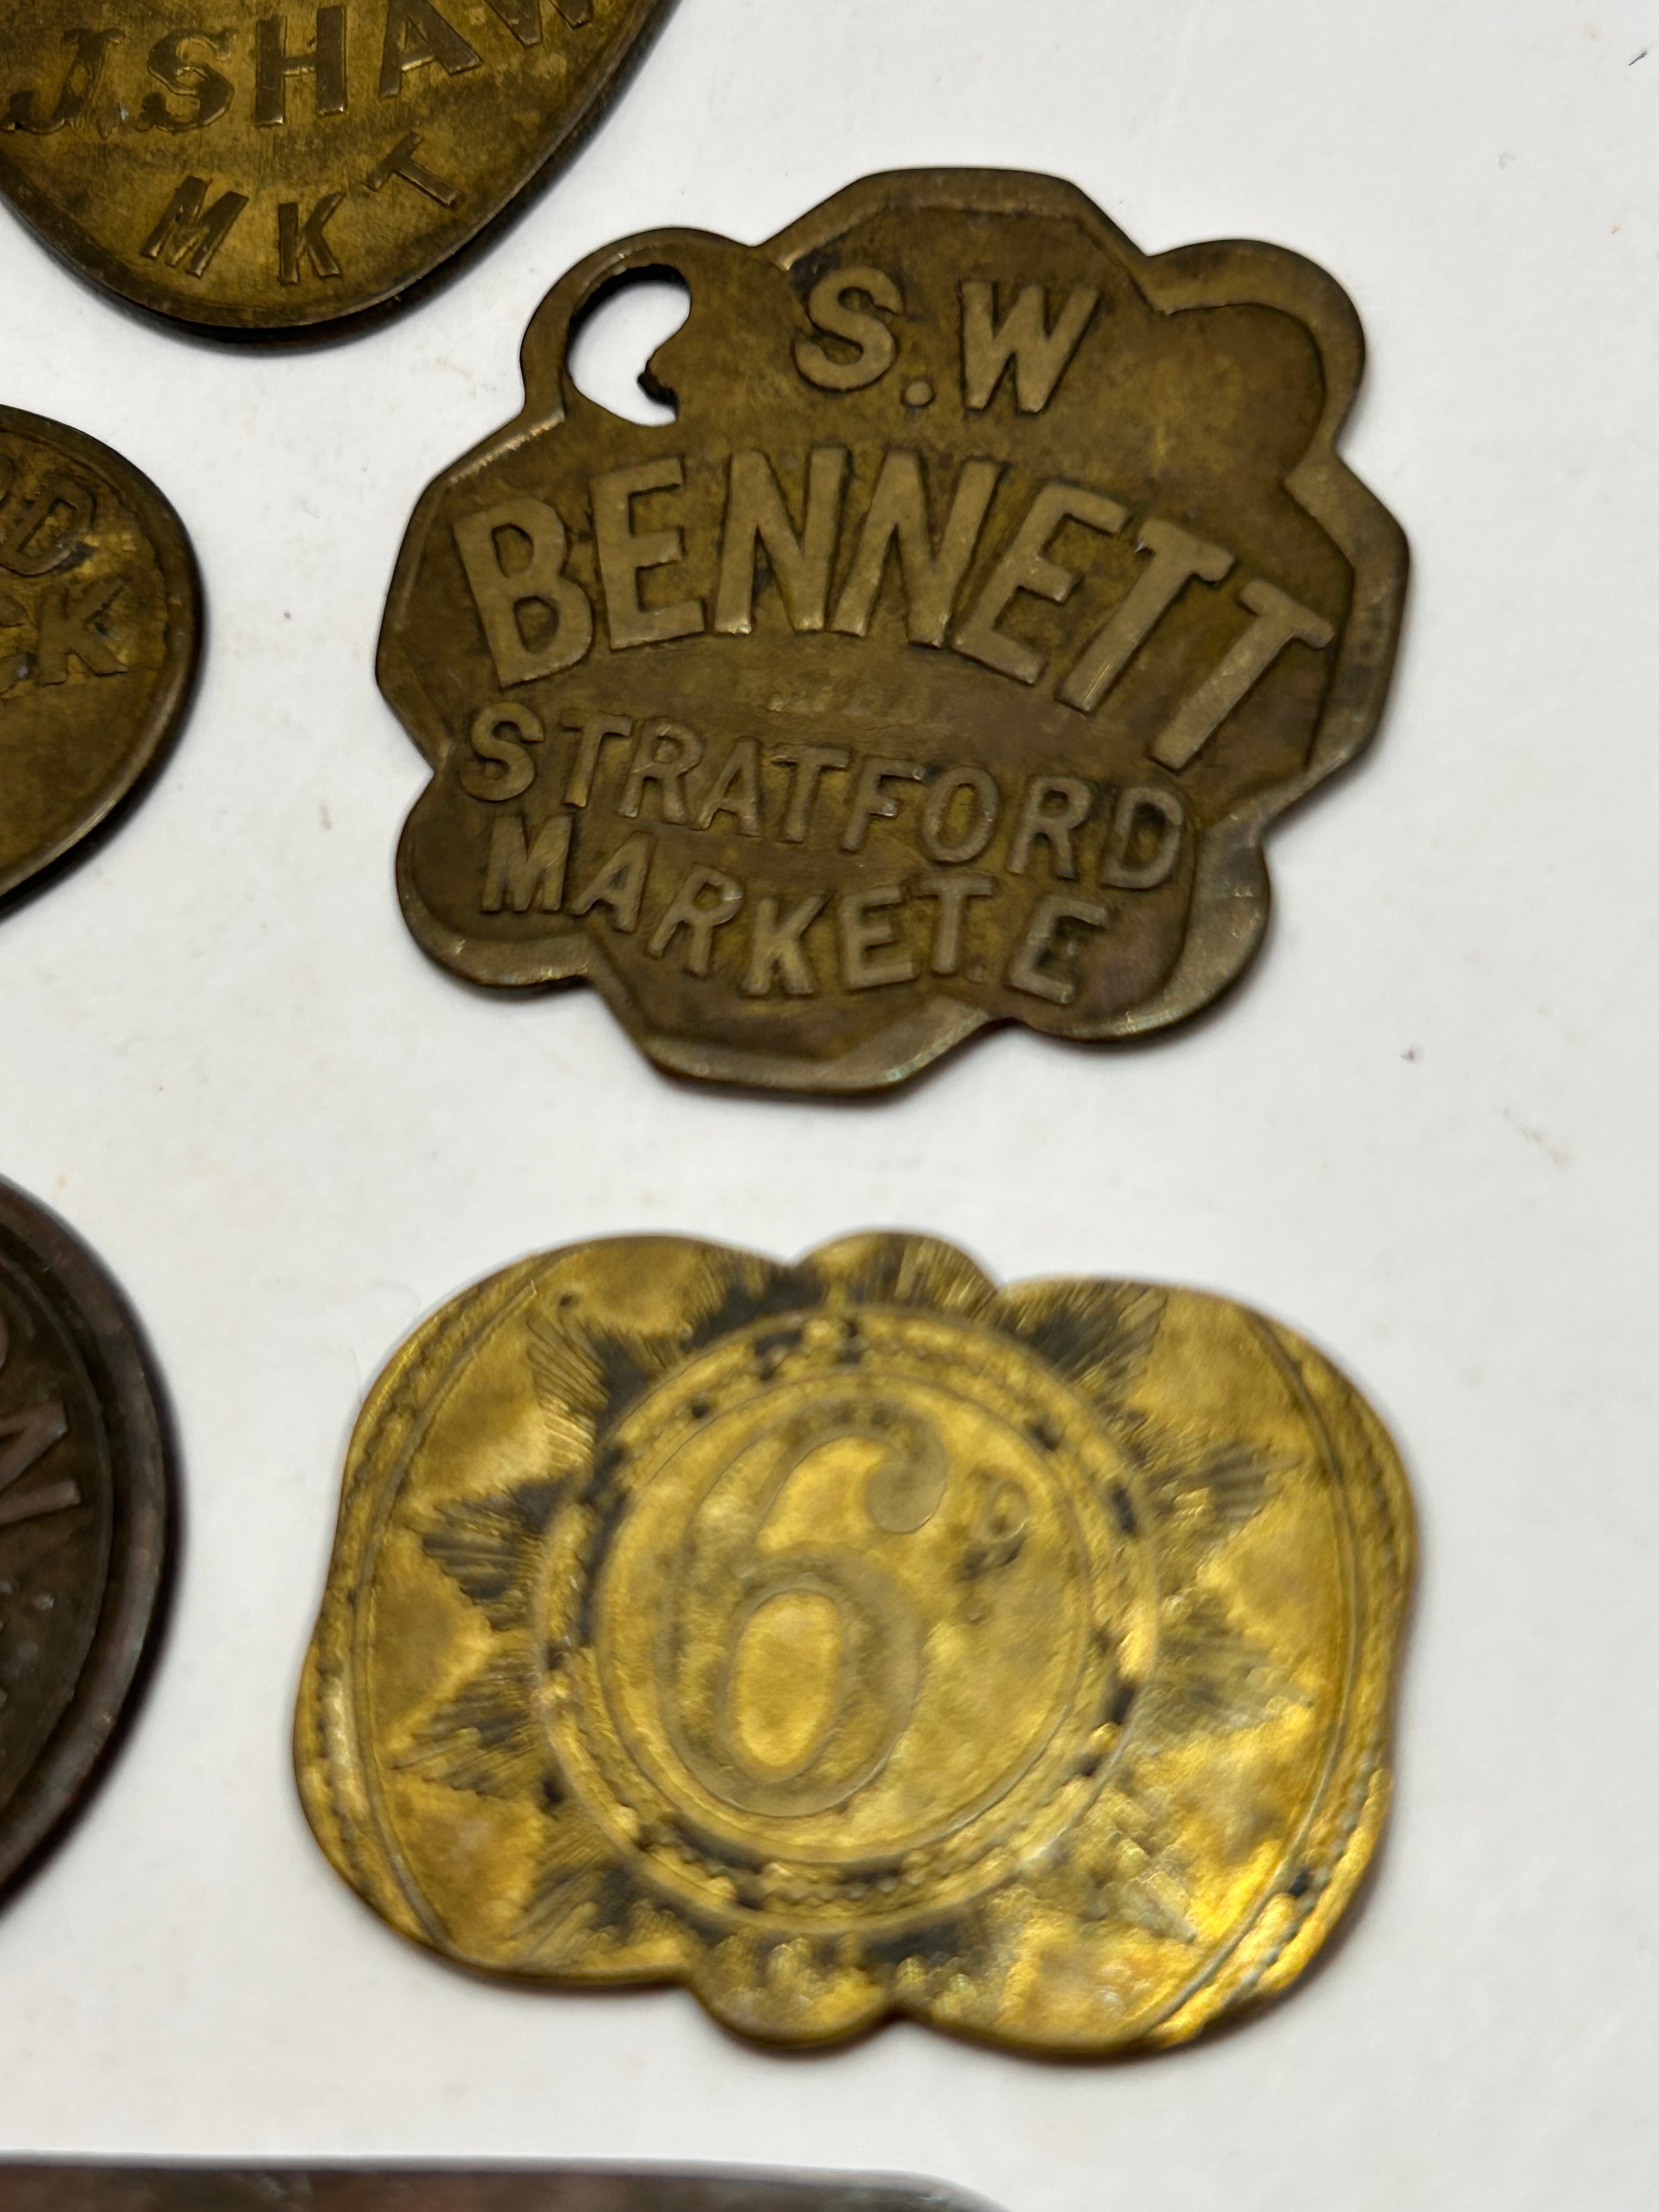 J.SHAW
MKT
S.W
BENNETT
STRATFORD
MARKET.E
6D